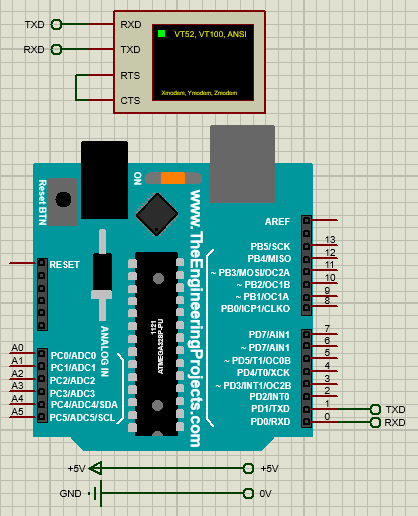 TXD
RXD
RXD
TXD
RTS
CTS
VT52, VT100, ANSI
Xmodem, Ymodem, Zmodem
Reset BTN
ON
www.TheEngineeringProjects.com
1121
ATMEGA328P-PU
RESET
ANALOG IN
A0 PC0/ADC0
A1 PC1/ADC1
A2 PC2/ADC2
A3 PC3/ADC3
A4 PC4/ADC4/SDA
A5 PC5/ADC5/SCL
AREF
PB5/SCK 13
PB4/MISO 12
~ PB3/MOSI/OC2A 11
~ PB2/OC1B 10
~ PB1/OC1A 9
PB0/ICP1/CLKO 8
PD7/AIN1 7
~ PD7/AIN1 6
~ PD5/T1/OC0B 5
PD4/T0/XCK 4
~ PD3/INT1/OC2B 3
PD2/INT0 2
PD1/TXD 1 TXD
PD0/RXD 0 RXD
+5V +5V
GND 0V